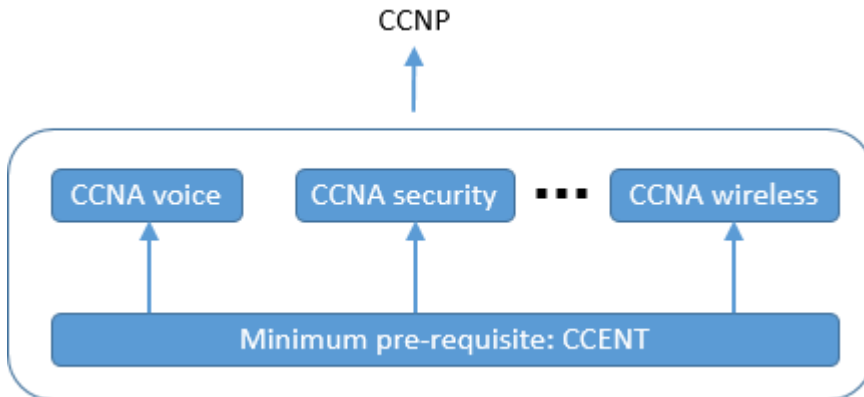 CCNP
CCNA voice
CCNA security
...
CCNA wireless
Minimum pre-requisite: CCENT